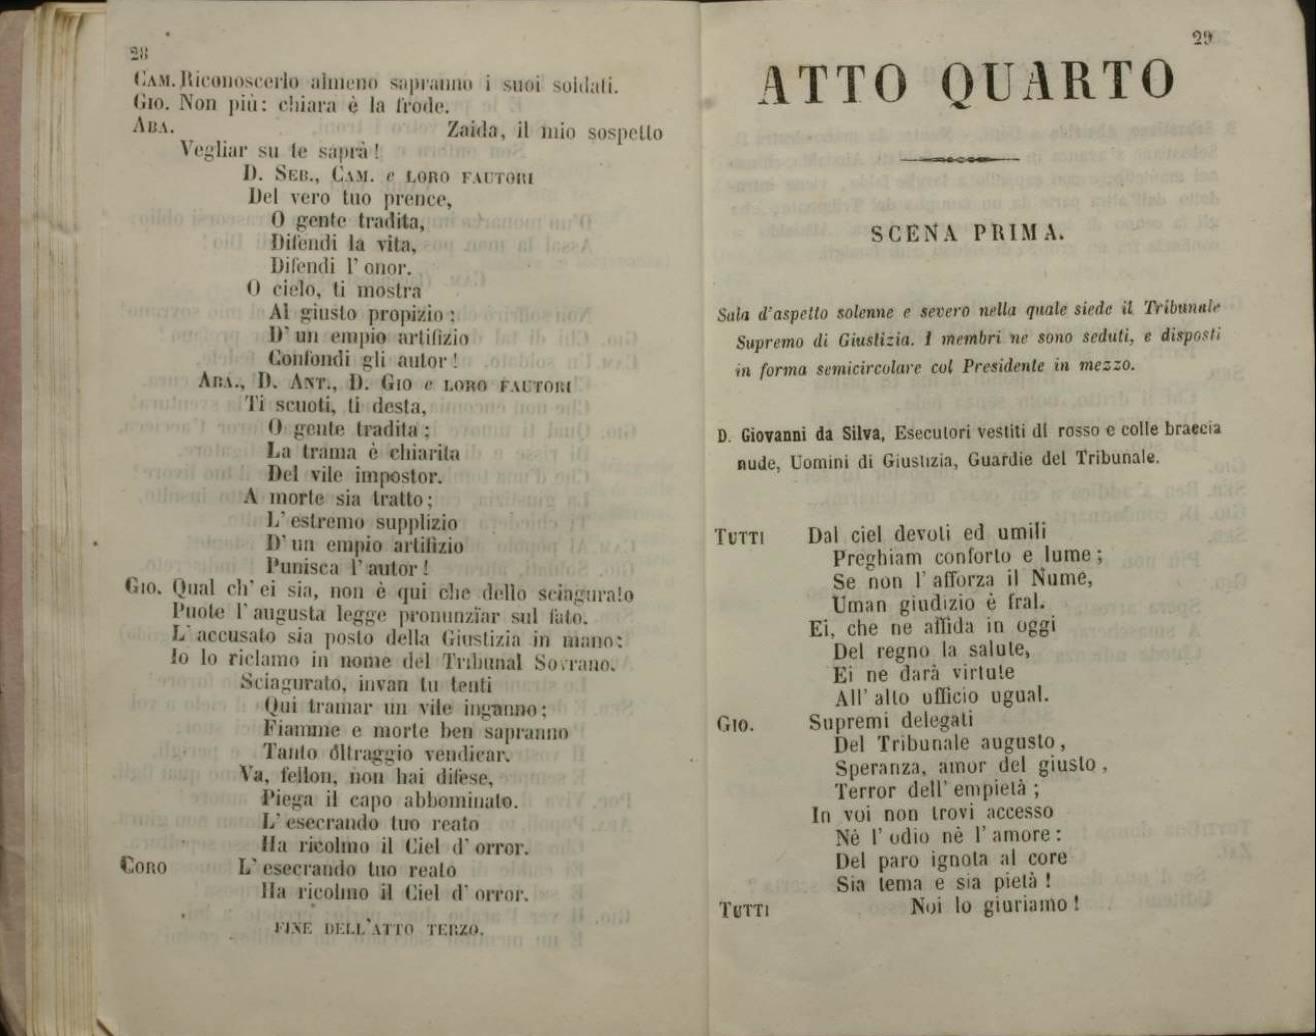 28
CAM. Riconoscerlo almeno sapranno i suoi soldati.
GIO. Non più: chiara è la frode.
ABA. Zaida, il mio sospetto
Vegliar su te saprà!
D. SEB., CAM. e LORO FAUTORI
Del vero tuo prence,
O gente tradita,
Difendi la vita,
Difendi l' onor.
O cielo, ti mostra
Al giusto propizio;
D' un empio artifizio
Confondi gli autor!
ABA., D. ANT., D. GIO e LORO FAUTORI
Ti scuoti, ti desta,
O gente tradita;
La trama è chiarita
Del vile impostor.
A morte sia tratto;
L' estremo supplizio
D' un empio artifizio
Punisca l' autor!
GIO. Qual ch' ei sia, non è qui che dello sciagurato
Puote l' augusta legge pronunzïar sul fato.
L' accusato sia posto della Giustizia in mano:
Io lo riclamo in nome del Tribunal Sovrano.
Sciagurato, invan tu tenti
Qui tramar un vile inganno;
Fiamme e morte ben sapranno
Tanto oltraggio vendicar.
Va, fellon, non hai difese,
Piega il capo abbominato.
L' esecrando tuo reato
Ha ricolmo il Ciel d' orror.
CORO L' esecrando tuo reato
Ha ricolmo il Ciel d' orror.
FINE DELL'ATTO TERZO.
29
ATTO QUARTO
SCENA PRIMA.
Sala d'aspetto solenne e severo nella quale siede il Tribunale
Supremo di Giustizia. I membri ne sono seduti, e disposti
in forma semicircolare col Presidente in mezzo.
D. Giovanni da Silva, Esecutori vestiti di rosso e colle braccia
nude, Uomini di Giustizia, Guardie del Tribunale.
TUTTI Dal ciel devoti ed umili
Preghiam conforto e lume;
Se non l' afforza il Nume,
Uman giudizio è fral.
Ei, che ne affida in oggi
Del regno la salute,
Ei ne darà virtute
All' alto ufficio ugual.
GIO. Supremi delegati
Del Tribunale augusto,
Speranza, amor del giusto,
Terror dell' empietà;
In voi non trovi accesso
Nè l' odio nè l' amore:
Del paro ignota al core
Sia tema e sia pietà!
TUTTI Noi lo giuriamo!